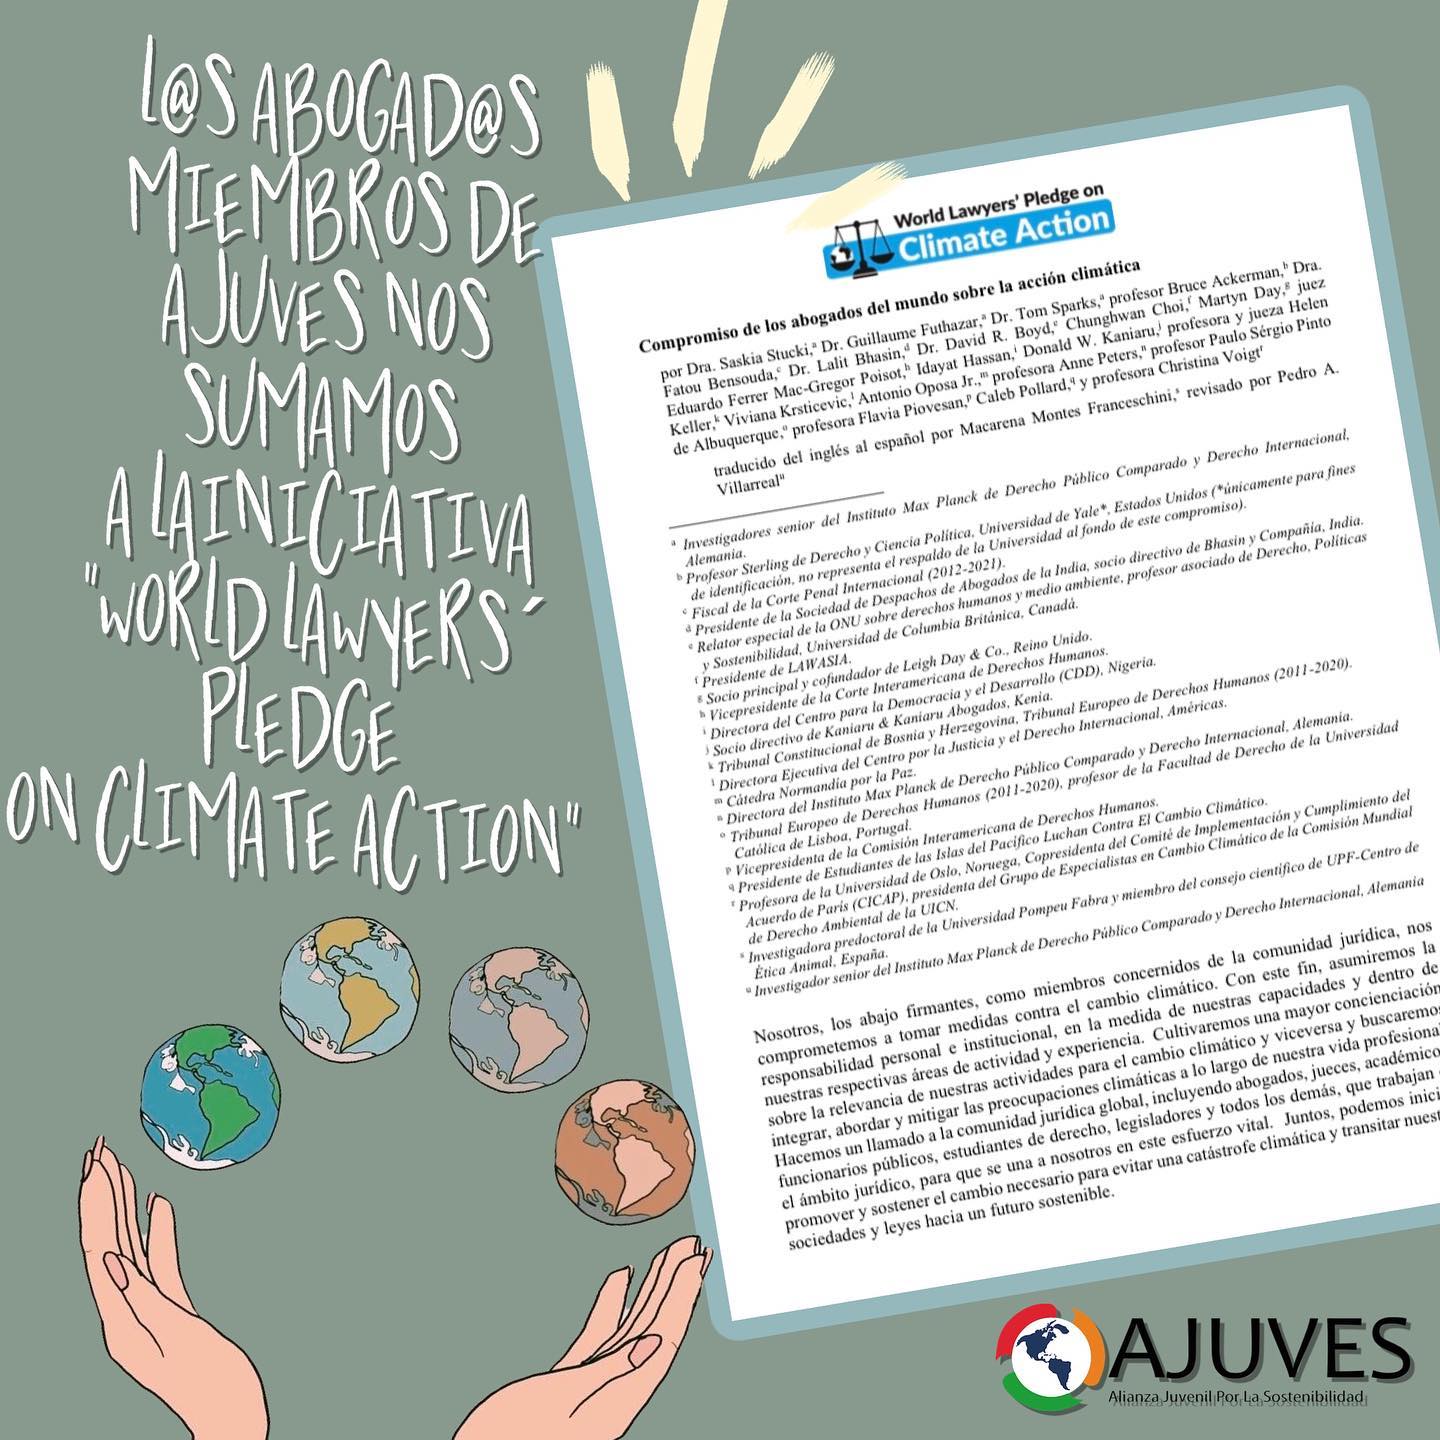 L@S ABOGAD@S
MIEMBROS DE
AJUVES NOS
SUMAMOS
A LA INICIATIVA
"WORLD LAWYERS´
PLEDGE
ON CLIMATE ACTION"
World Lawyers' Pledge on
Climate Action
Compromiso de los abogados del mundo sobre la acción climática
por Dra. Saskia Stucki,ª Dr. Guillaume Futhazar,ª Dr. Tom Sparks,ª profesor Bruce Ackerman,ᵇ Dra.
Fatou Bensouda,ᶜ Dr. Lalit Bhasin,ᵈ Dr. David R. Boyd,ᵉ Chunghwan Choi,ᶠ Martyn Day,ᵍ juez
Eduardo Ferrer Mac-Gregor Poisot,ʰ Idayat Hassan,ⁱ Donald W. Kaniaru,ʲ profesora y jueza Helen
Keller,ᵏ Viviana Krsticevic,ˡ Antonio Oposa Jr.,ᵐ profesora Anne Peters,ⁿ profesor Paulo Sérgio Pinto
de Albuquerque,ᵒ profesora Flavia Piovesan,ᵖ Caleb Pollard,q y profesora Christina Voigtʳ
traducido del inglés al español por Macarena Montes Franceschini,ˢ revisado por Pedro A.
Villarrealᵘ
ª Investigadores senior del Instituto Max Planck de Derecho Público Comparado y Derecho Internacional,
Alemania.
ᵇ Profesor Sterling de Derecho y Ciencia Política, Universidad de Yale*, Estados Unidos (*únicamente para fines
de identificación, no representa el respaldo de la Universidad al fondo de este compromiso).
ᶜ Fiscal de la Corte Penal Internacional (2012-2021).
ᵈ Presidente de la Sociedad de Despachos de Abogados de la India, socio directivo de Bhasin y Compañía, India.
ᵉ Relator especial de la ONU sobre derechos humanos y medio ambiente, profesor asociado de Derecho, Políticas
y Sostenibilidad, Universidad de Columbia Británica, Canadá.
ᶠ Presidente de LAWASIA.
ᵍ Socio principal y cofundador de Leigh Day & Co., Reino Unido.
ʰ Vicepresidente de la Corte Interamericana de Derechos Humanos.
ⁱ Directora del Centro para la Democracia y el Desarrollo (CDD), Nigeria.
ʲ Socio directivo de Kaniaru & Kaniaru Abogados, Kenia.
ᵏ Tribunal Constitucional de Bosnia y Herzegovina, Tribunal Europeo de Derechos Humanos (2011-2020).
ˡ Directora Ejecutiva del Centro por la Justicia y el Derecho Internacional, Américas.
ᵐ Cátedra Normandía por la Paz.
ⁿ Directora del Instituto Max Planck de Derecho Público Comparado y Derecho Internacional, Alemania.
ᵒ Tribunal Europeo de Derechos Humanos (2011-2020), profesor de la Facultad de Derecho de la Universidad
Católica de Lisboa, Portugal.
ᵖ Vicepresidenta de la Comisión Interamericana de Derechos Humanos.
q Presidente de Estudiantes de las Islas del Pacífico Luchan Contra El Cambio Climático.
ʳ Profesora de la Universidad de Oslo, Noruega, Copresidenta del Comité de Implementación y Cumplimiento del
Acuerdo de París (CICAP), presidenta del Grupo de Especialistas en Cambio Climático de la Comisión Mundial
de Derecho Ambiental de la UICN.
ˢ Investigadora predoctoral de la Universidad Pompeu Fabra y miembro del consejo científico de UPF-Centro de
Ética Animal, España.
ᵘ Investigador senior del Instituto Max Planck de Derecho Público Comparado y Derecho Internacional, Alemania
Nosotros, los abajo firmantes, como miembros concernidos de la comunidad jurídica, nos
comprometemos a tomar medidas contra el cambio climático. Con este fin, asumiremos la
responsabilidad personal e institucional, en la medida de nuestras capacidades y dentro de
nuestras respectivas áreas de actividad y experiencia. Cultivaremos una mayor concienciación
sobre la relevancia de nuestras actividades para el cambio climático y viceversa y buscaremos
integrar, abordar y mitigar las preocupaciones climáticas a lo largo de nuestra vida profesional
Hacemos un llamado a la comunidad jurídica global, incluyendo abogados, jueces, académico
funcionarios públicos, estudiantes de derecho, legisladores y todos los demás, que trabajan
el ámbito jurídico, para que se una a nosotros en este esfuerzo vital. Juntos, podemos inici
promover y sostener el cambio necesario para evitar una catástrofe climática y transitar nuest
sociedades y leyes hacia un futuro sostenible.
AJUVES
Alianza Juvenil Por La Sostenibilidad